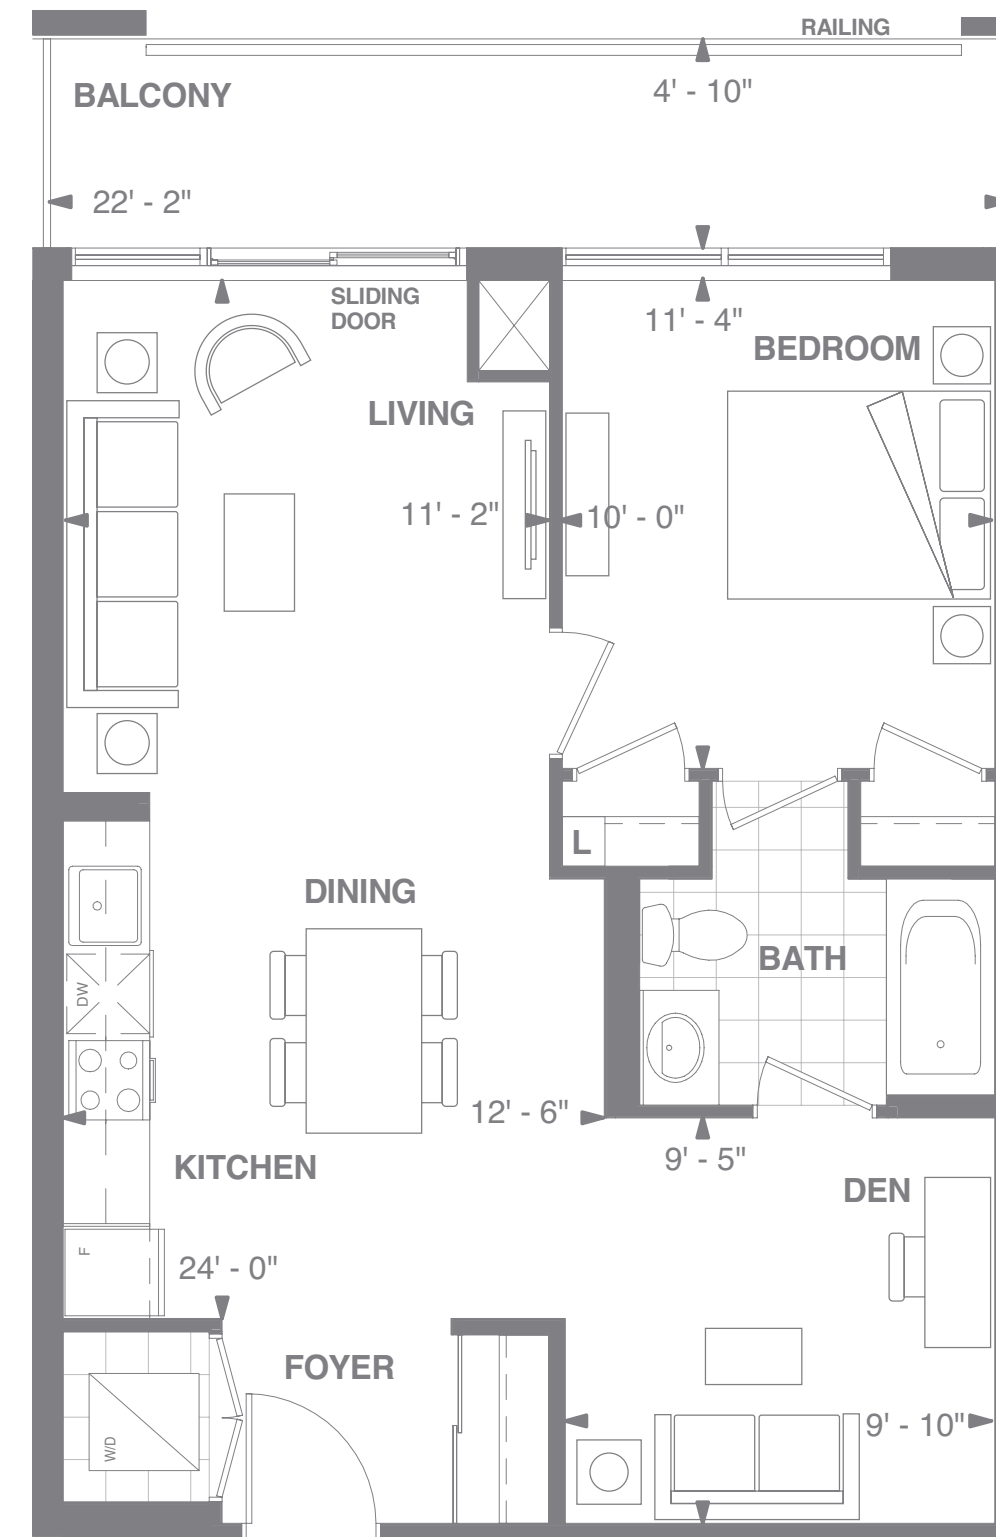 RAILING
BALCONY
4' - 10"
22' - 2"
SLIDING
DOOR
11' - 4"
BEDROOM
LIVING
11' - 2"
10' - 0"
L
DINING
BATH
DW
12' - 6"
KITCHEN
9' - 5"
DEN
F
24' - 0"
FOYER
9' - 10"
W/D